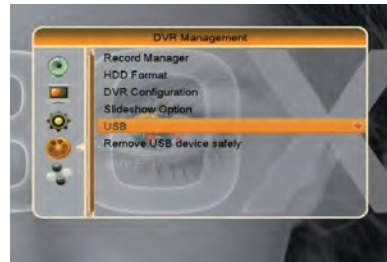 DVR Management
Record Manager
HDD Format
DVR Configuration
Slideshow Option
USB
Remove USB device safely